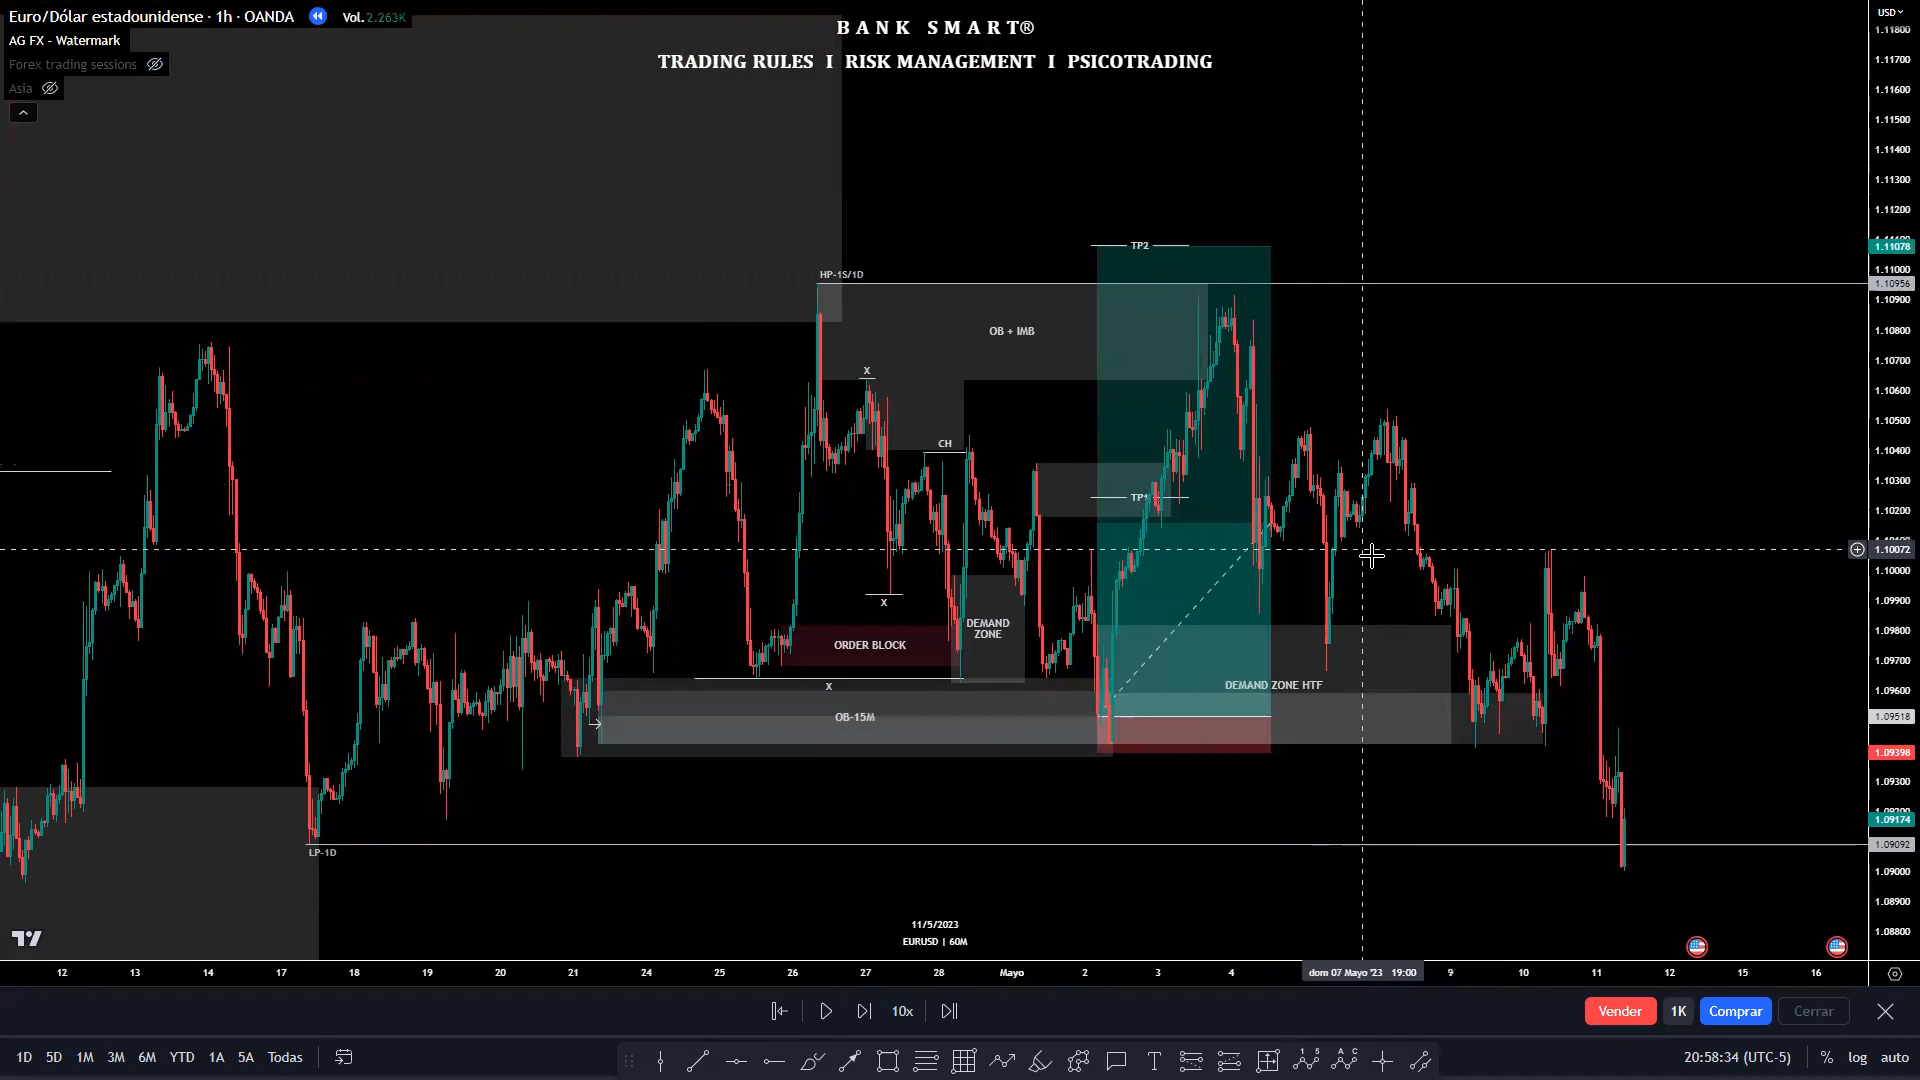 Euro/Dólar estadounidense · 1h · OANDA
Vol. 2.263K
AG FX - Watermark
Forex trading sessions
Asia
BANK SMART®
TRADING RULES I RISK MANAGEMENT I PSICOTRADING
USD
1.11800
1.11700
1.11600
1.11500
1.11400
1.11300
1.11200
1.11078
1.11000
1.10956
1.10900
1.10800
1.10700
1.10600
1.10500
1.10400
1.10300
1.10200
1.10072
1.10000
1.09900
1.09800
1.09700
1.09600
1.09518
1.09398
1.09300
1.09174
1.09092
1.09000
1.08900
1.08800
TP2
HP-1S/1D
OB + IMB
X
CH
TP1
X
DEMAND
ZONE
ORDER BLOCK
X
DEMAND ZONE HTF
OB-15M
LP-1D
11/5/2023
EURUSD | 60M
12 13 14 17 18 19 20 21 24 25 26 27 28 Mayo 2 3 4 dom 07 Mayo '23 19:00 9 10 11 12 15 16
10x
Vender 1K Comprar Cerrar
1D 5D 1M 3M 6M YTD 1A 5A Todas
20:58:34 (UTC-5) % log auto